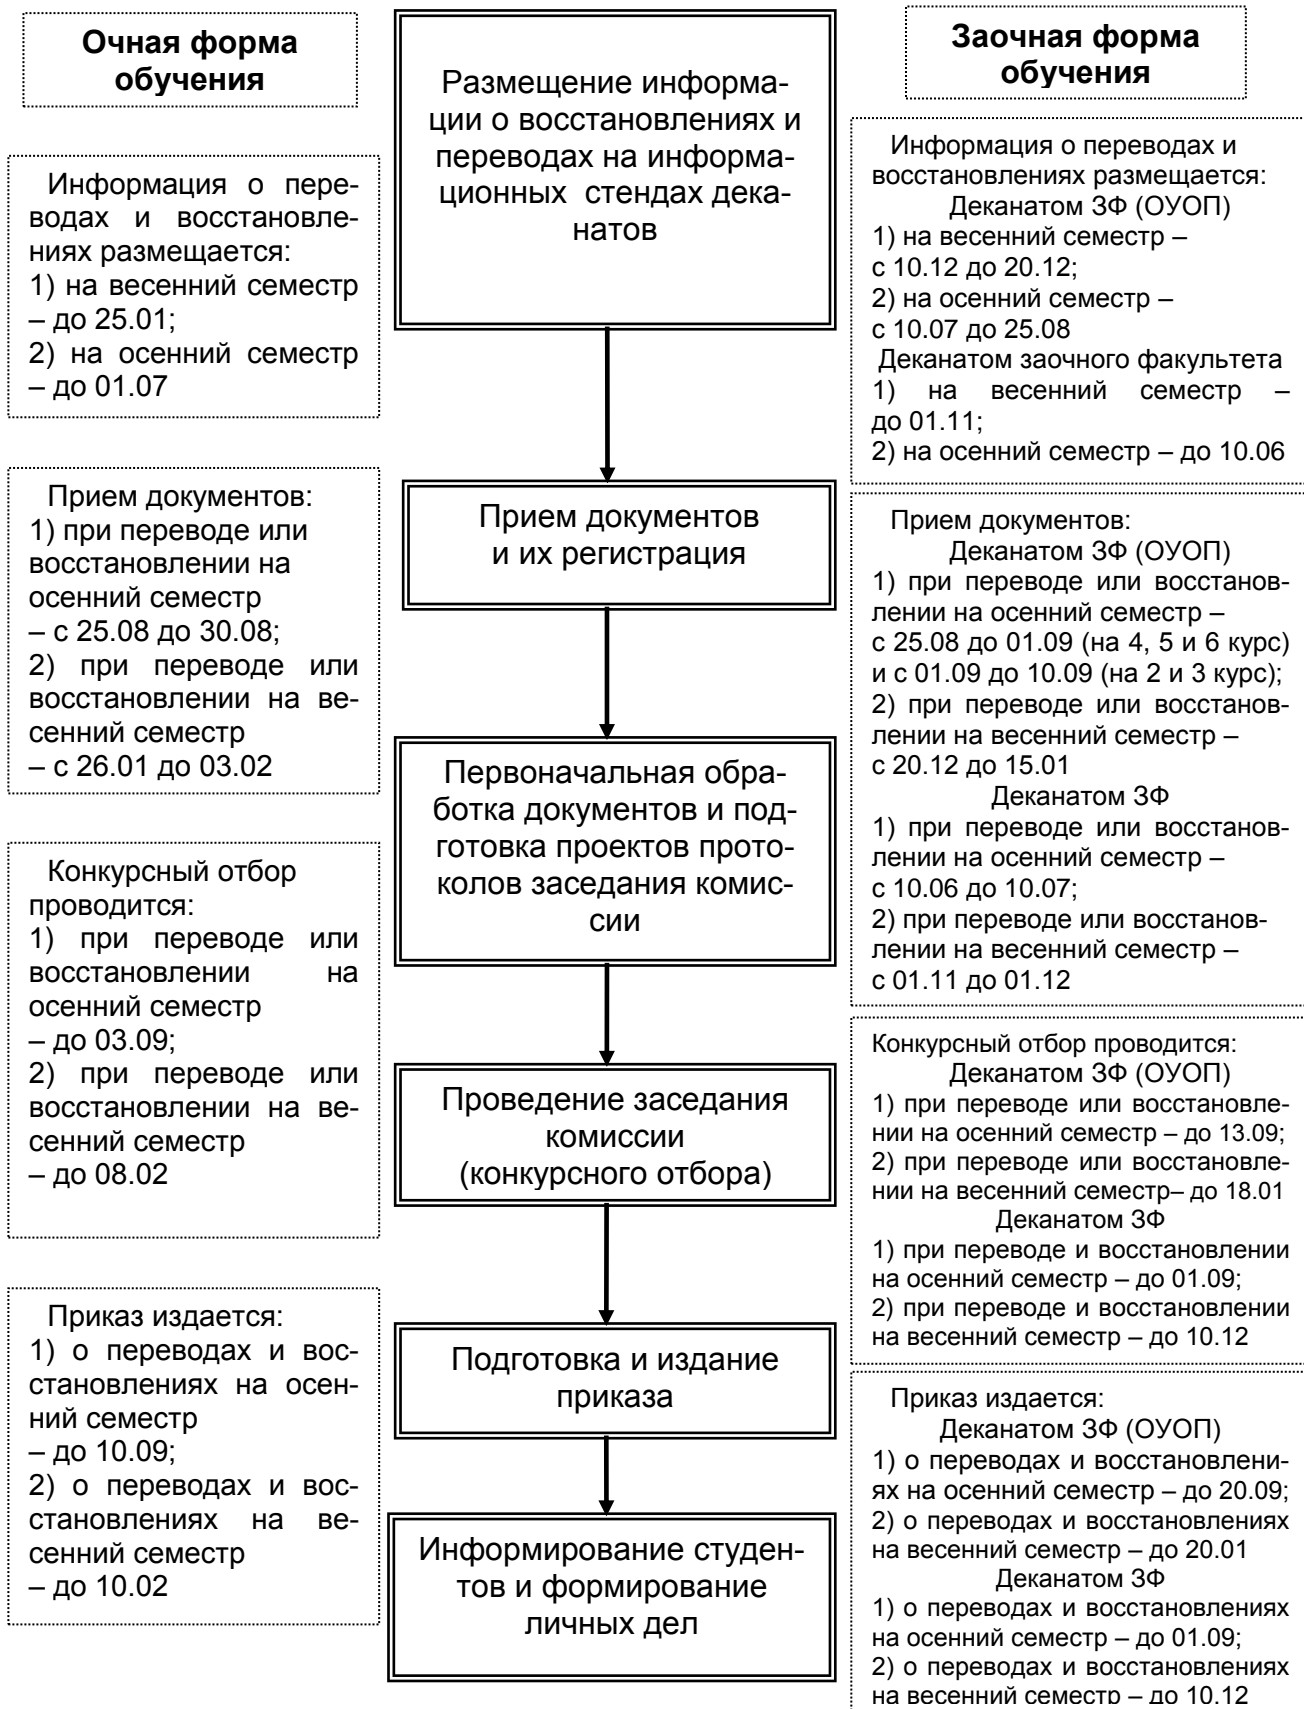 Очная форма
обучения
Информация о пере-
водах и восстановле-
ниях размещается:
1) на весенний семестр
– до 25.01;
2) на осенний семестр
– до 01.07
Прием документов:
1) при переводе или
восстановлении на
осенний семестр
– с 25.08 до 30.08;
2) при переводе или
восстановлении на ве-
сенний семестр
– с 26.01 до 03.02
Конкурсный отбор
проводится:
1) при переводе или
восстановлении на
осенний семестр
– до 03.09;
2) при переводе или
восстановлении на ве-
сенний семестр
– до 08.02
Приказ издается:
1) о переводах и вос-
становлениях на осен-
ний семестр
– до 10.09;
2) о переводах и вос-
становлениях на ве-
сенний семестр
– до 10.02
Размещение информа-
ции о восстановлениях и
переводах на информа-
ционных стендах дека-
натов
Прием документов
и их регистрация
Первоначальная обра-
ботка документов и под-
готовка проектов прото-
колов заседания комис-
сии
Проведение заседания
комиссии
(конкурсного отбора)
Подготовка и издание
приказа
Информирование студен-
тов и формирование
личных дел
Заочная форма
обучения
Информация о переводах и
восстановлениях размещается:
Деканатом ЗФ (ОУОП)
1) на весенний семестр –
с 10.12 до 20.12;
2) на осенний семестр –
с 10.07 до 25.08
Деканатом заочного факультета
1) на весенний семестр –
до 01.11;
2) на осенний семестр – до 10.06
Прием документов:
Деканатом ЗФ (ОУОП)
1) при переводе или восстанов-
лении на осенний семестр –
с 25.08 до 01.09 (на 4, 5 и 6 курс)
и с 01.09 до 10.09 (на 2 и 3 курс);
2) при переводе или восстанов-
лении на весенний семестр –
с 20.12 до 15.01
Деканатом ЗФ
1) при переводе или восстанов-
лении на осенний семестр –
с 10.06 до 10.07;
2) при переводе или восстанов-
лении на весенний семестр –
с 01.11 до 01.12
Конкурсный отбор проводится:
Деканатом ЗФ (ОУОП)
1) при переводе или восстановле-
нии на осенний семестр – до 13.09;
2) при переводе или восстановле-
нии на весенний семестр– до 18.01
Деканатом ЗФ
1) при переводе и восстановлении
на осенний семестр – до 01.09;
2) при переводе и восстановлении
на весенний семестр – до 10.12
Приказ издается:
Деканатом ЗФ (ОУОП)
1) о переводах и восстановлени-
ях на осенний семестр – до 20.09;
2) о переводах и восстановлениях
на весенний семестр – до 20.01
Деканатом ЗФ
1) о переводах и восстановлениях
на осенний семестр – до 01.09;
2) о переводах и восстановлениях
на весенний семестр – до 10.12